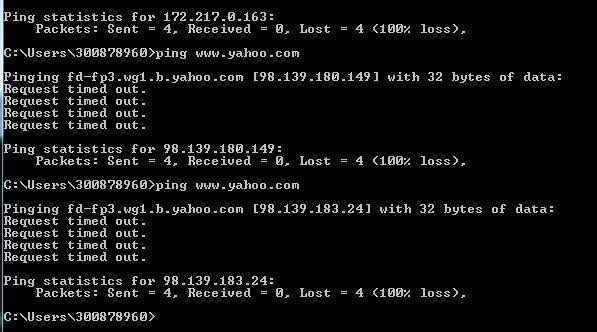 Ping statistics for 172.217.0.163:
    Packets: Sent = 4, Received = 0, Lost = 4 (100% loss),
C:\Users\300878960>ping www.yahoo.com
Pinging fd-fp3.wg1.b.yahoo.com [98.139.180.149] with 32 bytes of data:
Request timed out.
Request timed out.
Request timed out.
Request timed out.
Ping statistics for 98.139.180.149:
    Packets: Sent = 4, Received = 0, Lost = 4 (100% loss),
C:\Users\300878960>ping www.yahoo.com
Pinging fd-fp3.wg1.b.yahoo.com [98.139.183.24] with 32 bytes of data:
Request timed out.
Request timed out.
Request timed out.
Request timed out.
Ping statistics for 98.139.183.24:
    Packets: Sent = 4, Received = 0, Lost = 4 (100% loss),
C:\Users\300878960>